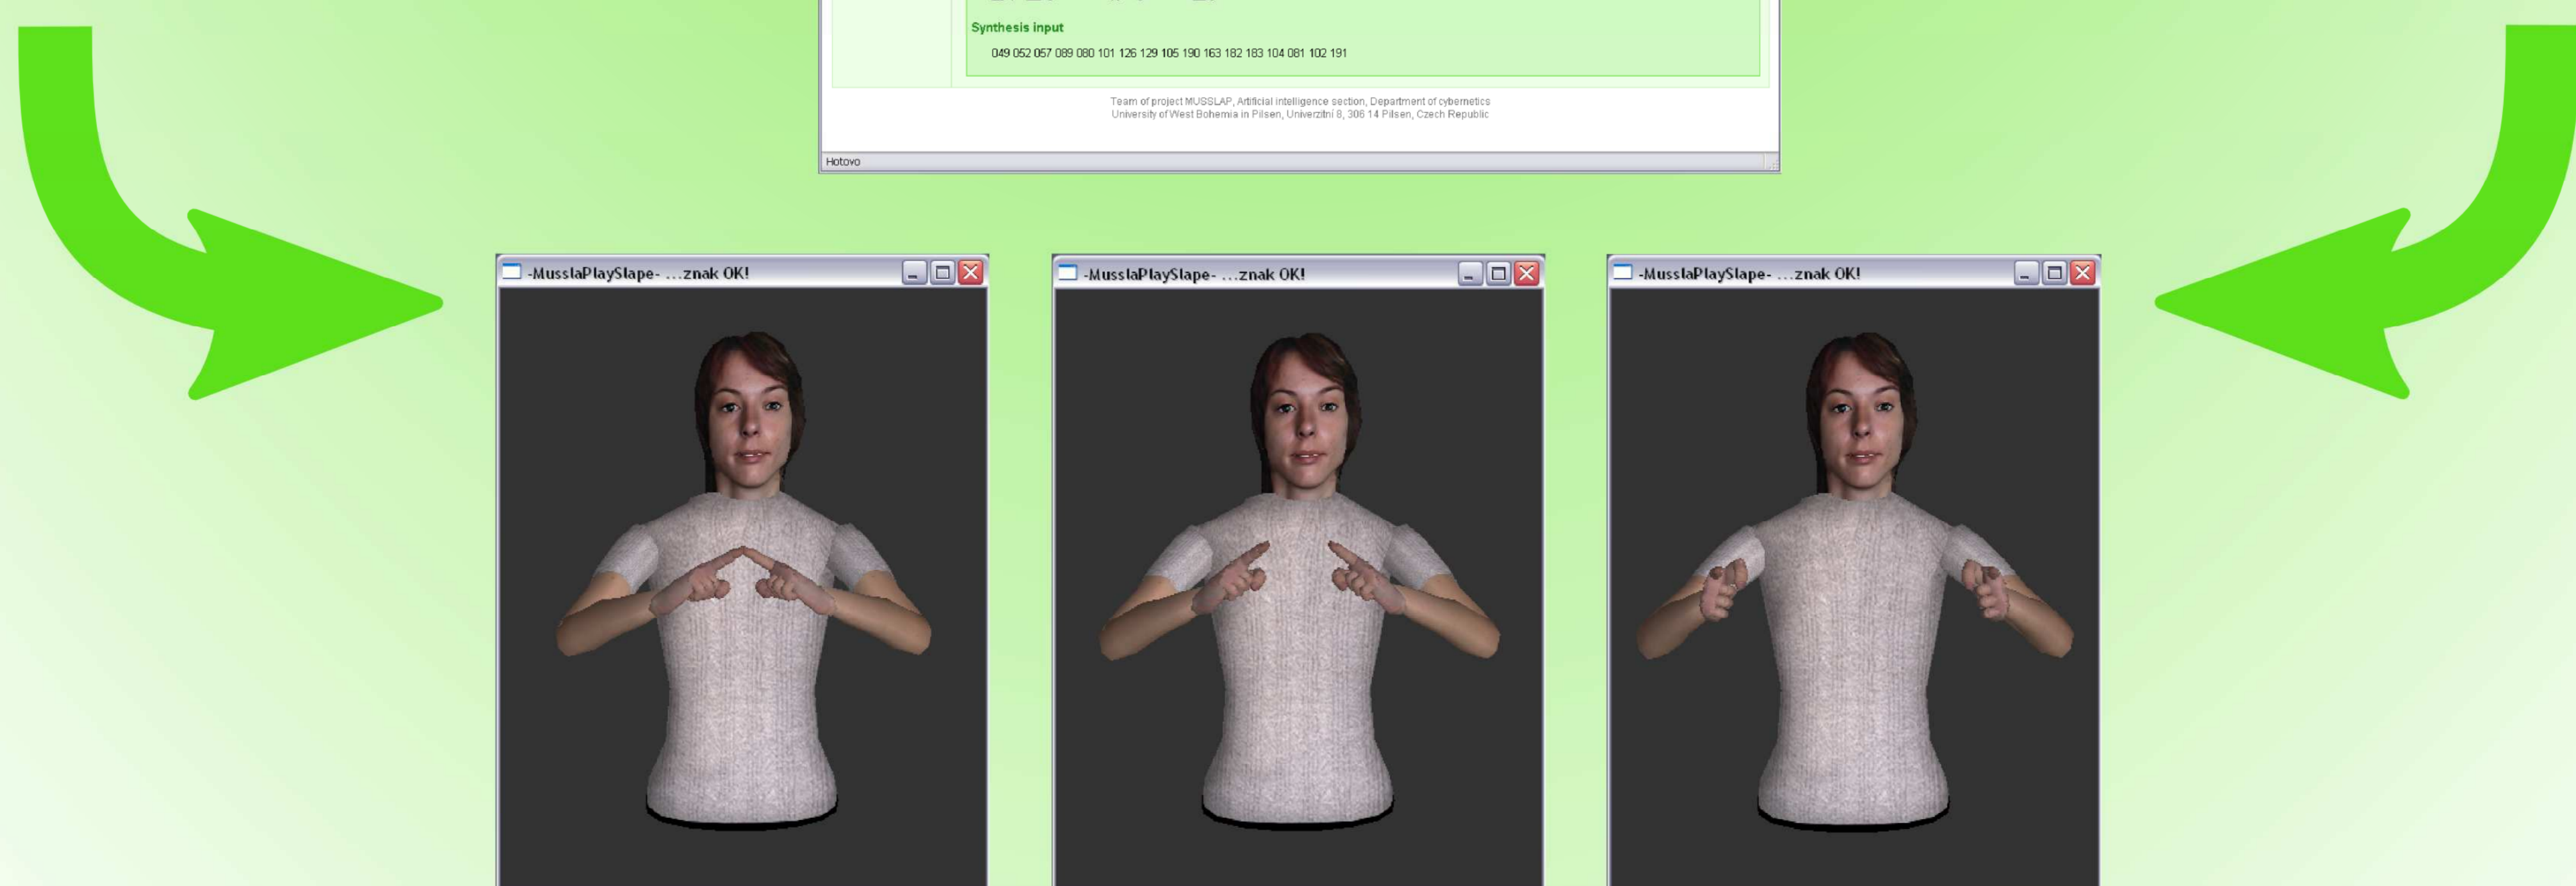 Synthesis input
049 052 057 089 080 101 126 129 105 190 163 182 183 104 081 102 191
Team of project MUSSLAP, Artificial intelligence section, Department of cybernetics
University of West Bohemia in Pilsen, Univerzitní 8, 306 14 Pilsen, Czech Republic
Hotovo
-MusslaPlaySlape- ...znak OK!
-MusslaPlaySlape- ...znak OK!
-MusslaPlaySlape- ...znak OK!